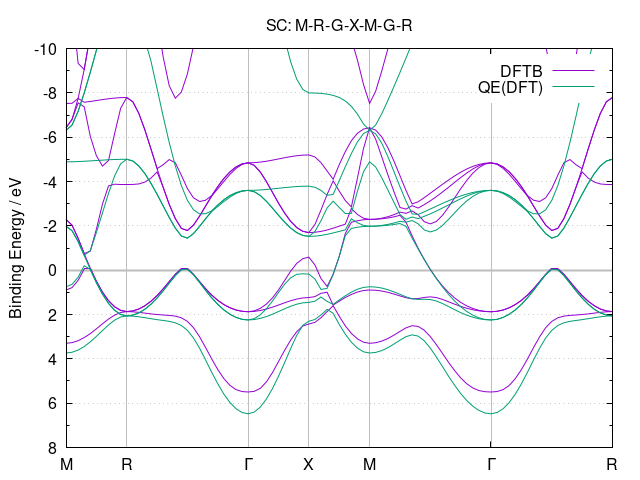 SC: M-R-G-X-M-G-R
DFTB
QE(DFT)
Binding Energy / eV
-10
-8
-6
-4
-2
0
2
4
6
8
M R Γ X M Γ R